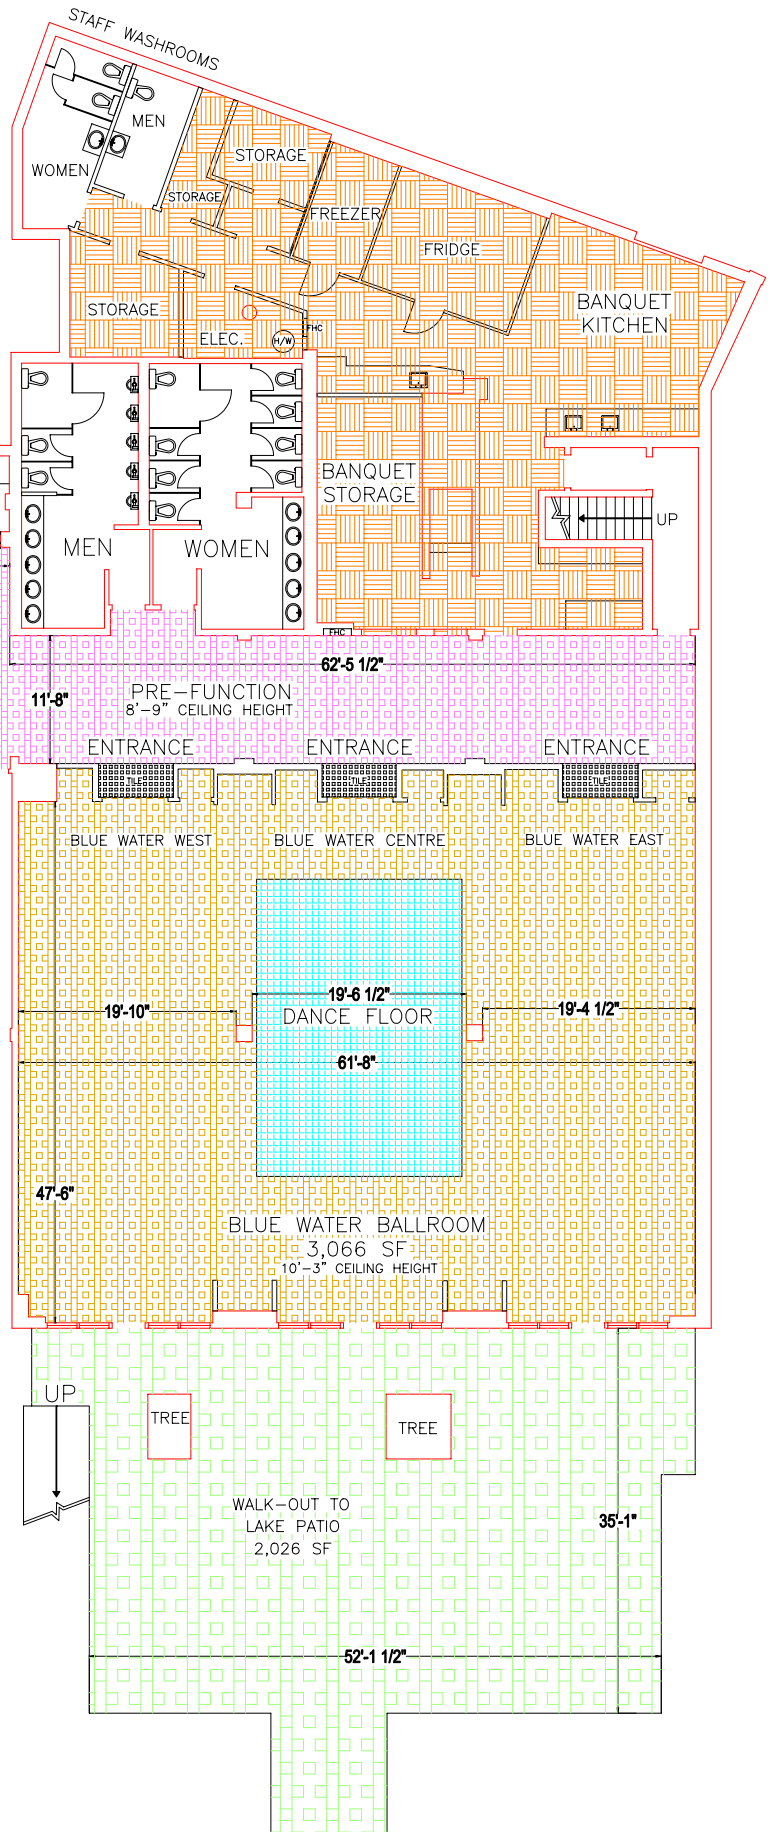 STAFF WASHROOMS
MEN
WOMEN
STORAGE
STORAGE
FREEZER
FRIDGE
STORAGE
BANQUET
KITCHEN
ELEC.
H/W
FHC
BANQUET
STORAGE
UP
MEN
WOMEN
FHC
62'-5 1/2"
11'-8"
PRE-FUNCTION
8'-9" CEILING HEIGHT
ENTRANCE
ENTRANCE
ENTRANCE
TILE
TILE
TILE
BLUE WATER WEST
BLUE WATER CENTRE
BLUE WATER EAST
19'-6 1/2"
19'-10"
19'-4 1/2"
DANCE FLOOR
61'-8"
47'-6"
BLUE WATER BALLROOM
3,066 SF
10'-3" CEILING HEIGHT
UP
TREE
TREE
WALK-OUT TO
LAKE PATIO
2,026 SF
35'-1"
52'-1 1/2"